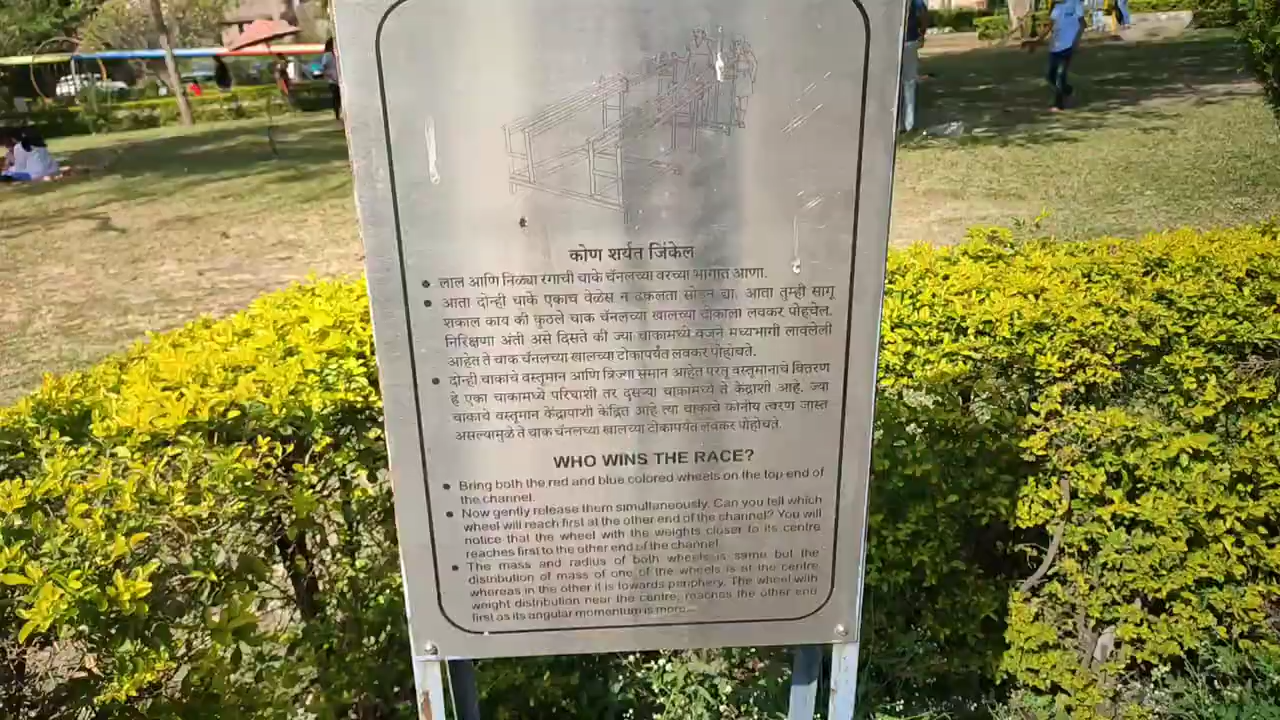 कोण शर्यत जिंकेल
लाल आणि निळ्या रंगाची चाके चॅनलच्या वरच्या भागात आणा.
आता दोन्ही चाके एकाच वेळेस न ढकलता सोडून द्या. आता तुम्ही सांगू
शकाल काय की कुठले चाक चॅनलच्या खालच्या टोकाला लवकर पोहचेल.
निरिक्षणा अंती असे दिसते की ज्या चाकामध्ये वजने मध्यभागी लावलेली
आहेत ते चाक चॅनलच्या खालच्या टोकापर्यंत लवकर पोहोचते.
दोन्ही चाकाचे वस्तुमान आणि त्रिज्या समान आहेत परंतू वस्तुमानाचे वितरण
हे एका चाकामध्ये परिघाशी तर दुसऱ्या चाकामध्ये ते केंद्राशी आहे. ज्या
चाकाचे वस्तूमान केंद्रापाशी केंद्रित आहे त्या चाकाचे कोनीय त्वरण जास्त
असल्यामुळे ते चाक चॅनलच्या खालच्या टोकापर्यंत लवकर पोहोचते.
WHO WINS THE RACE?
Bring both the red and blue colored wheels on the top end of
the channel.
Now gently release them simultaneously. Can you tell which
wheel will reach first at the other end of the channel? You will
notice that the wheel with the weights closer to its centre
reaches first to the other end of the channel.
The mass and radius of both wheels is same but the
distribution of mass of one of the wheels is at the centre
whereas in the other it is towards periphery. The wheel with
weight distribution near the centre, reaches the other end
first as its angular momentum is more.